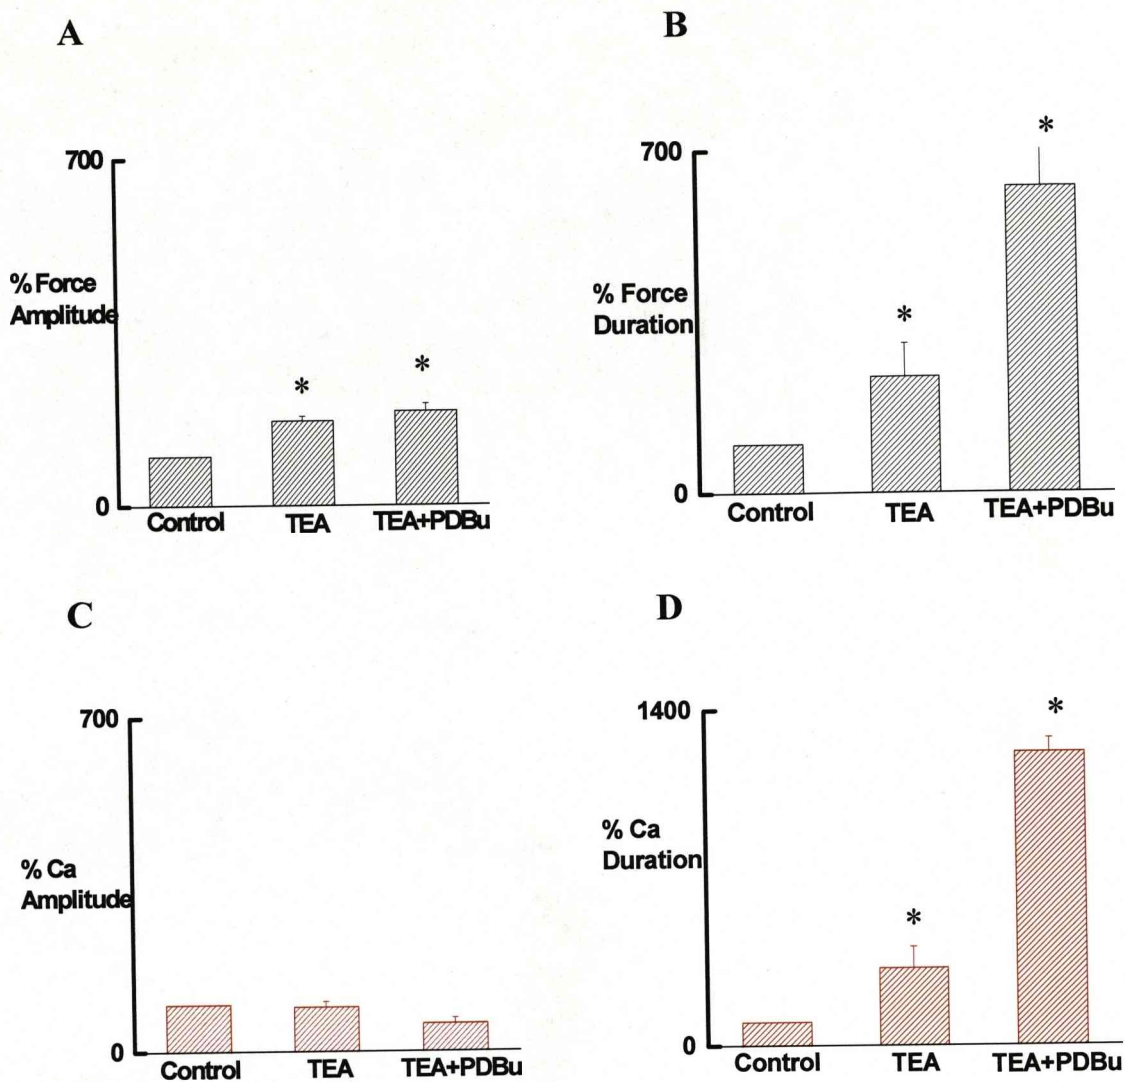 A
700
% Force
Amplitude
*
*
0
Control
TEA
TEA+PDBu
B
700
% Force
Duration
*
*
0
Control
TEA
TEA+PDBu
C
700
% Ca
Amplitude
0
Control
TEA
TEA+PDBu
D
1400
% Ca
Duration
*
*
0
Control
TEA
TEA+PDBu